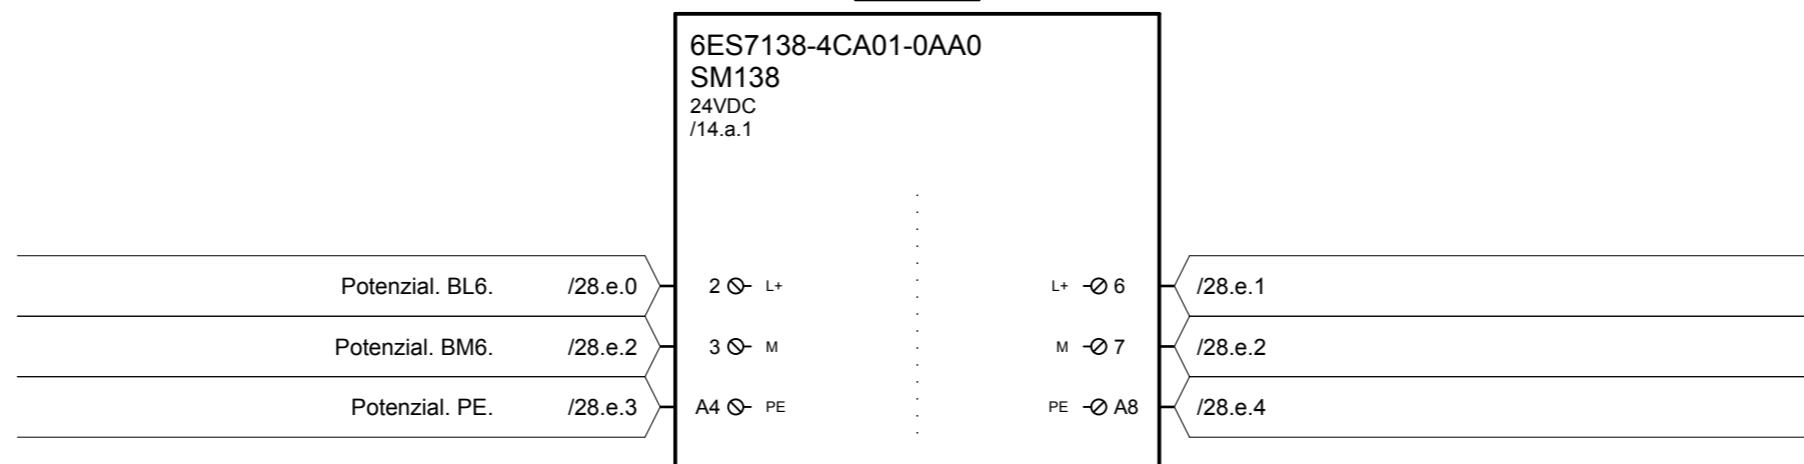 6ES7138-4CA01-0AA0
SM138
24VDC
/14.a.1
Potenzial. BL6. /28.e.0 2 L+ L+ 6 /28.e.1
Potenzial. BM6. /28.e.2 3 M M 7 /28.e.2
Potenzial. PE. /28.e.3 A4 PE PE A8 /28.e.4